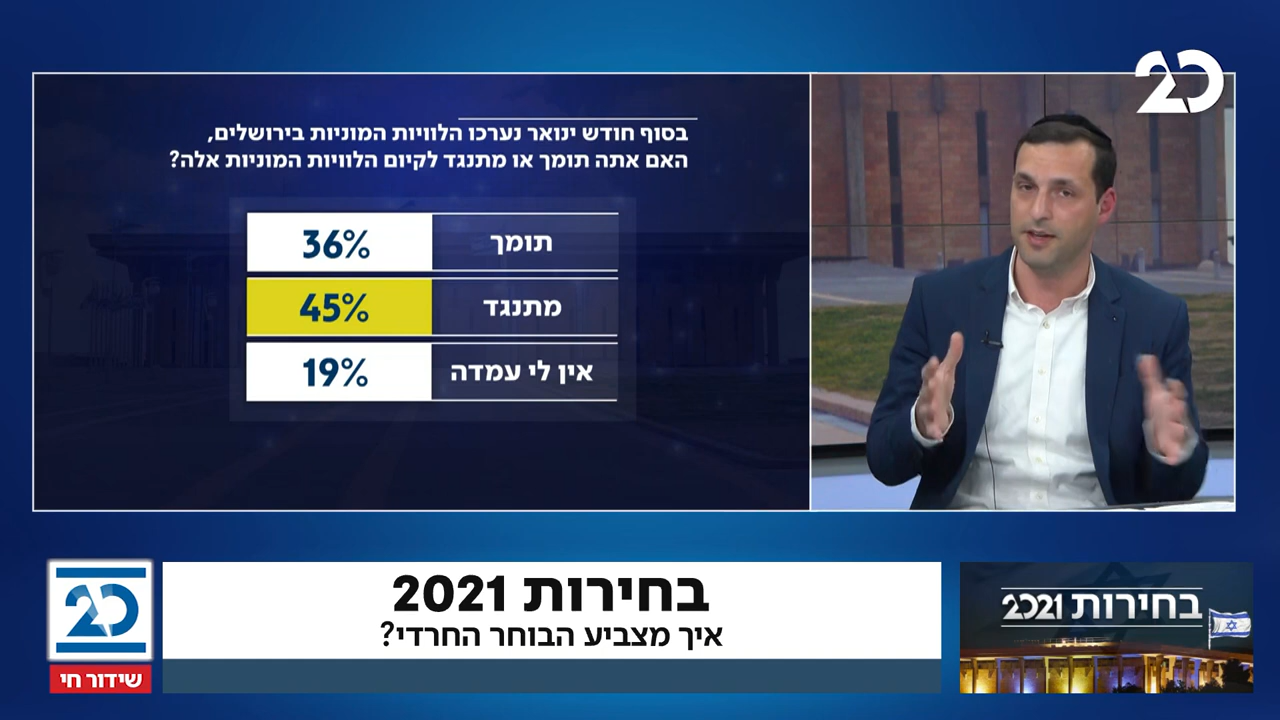 20
בסוף חודש ינואר נערכו הלוויות המוניות בירושלים,
האם אתה תומך או מתנגד לקיום הלוויות המוניות אלה?
תומך 36%
מתנגד 45%
אין לי עמדה 19%
בחירות 2021
איך מצביע הבוחר החרדי?
בחירות 2021
20
שידור חי